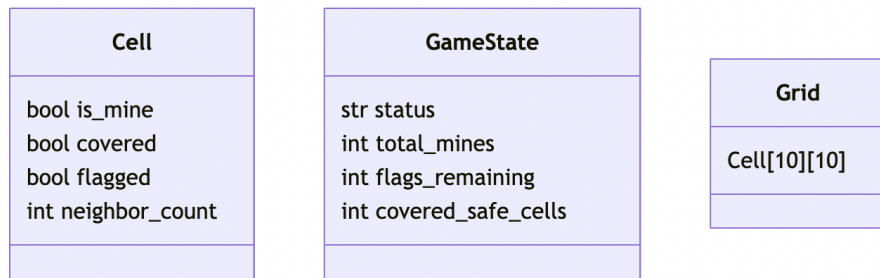 Cell
bool is_mine
bool covered
bool flagged
int neighbor_count
GameState
str status
int total_mines
int flags_remaining
int covered_safe_cells
Grid
Cell[10][10]